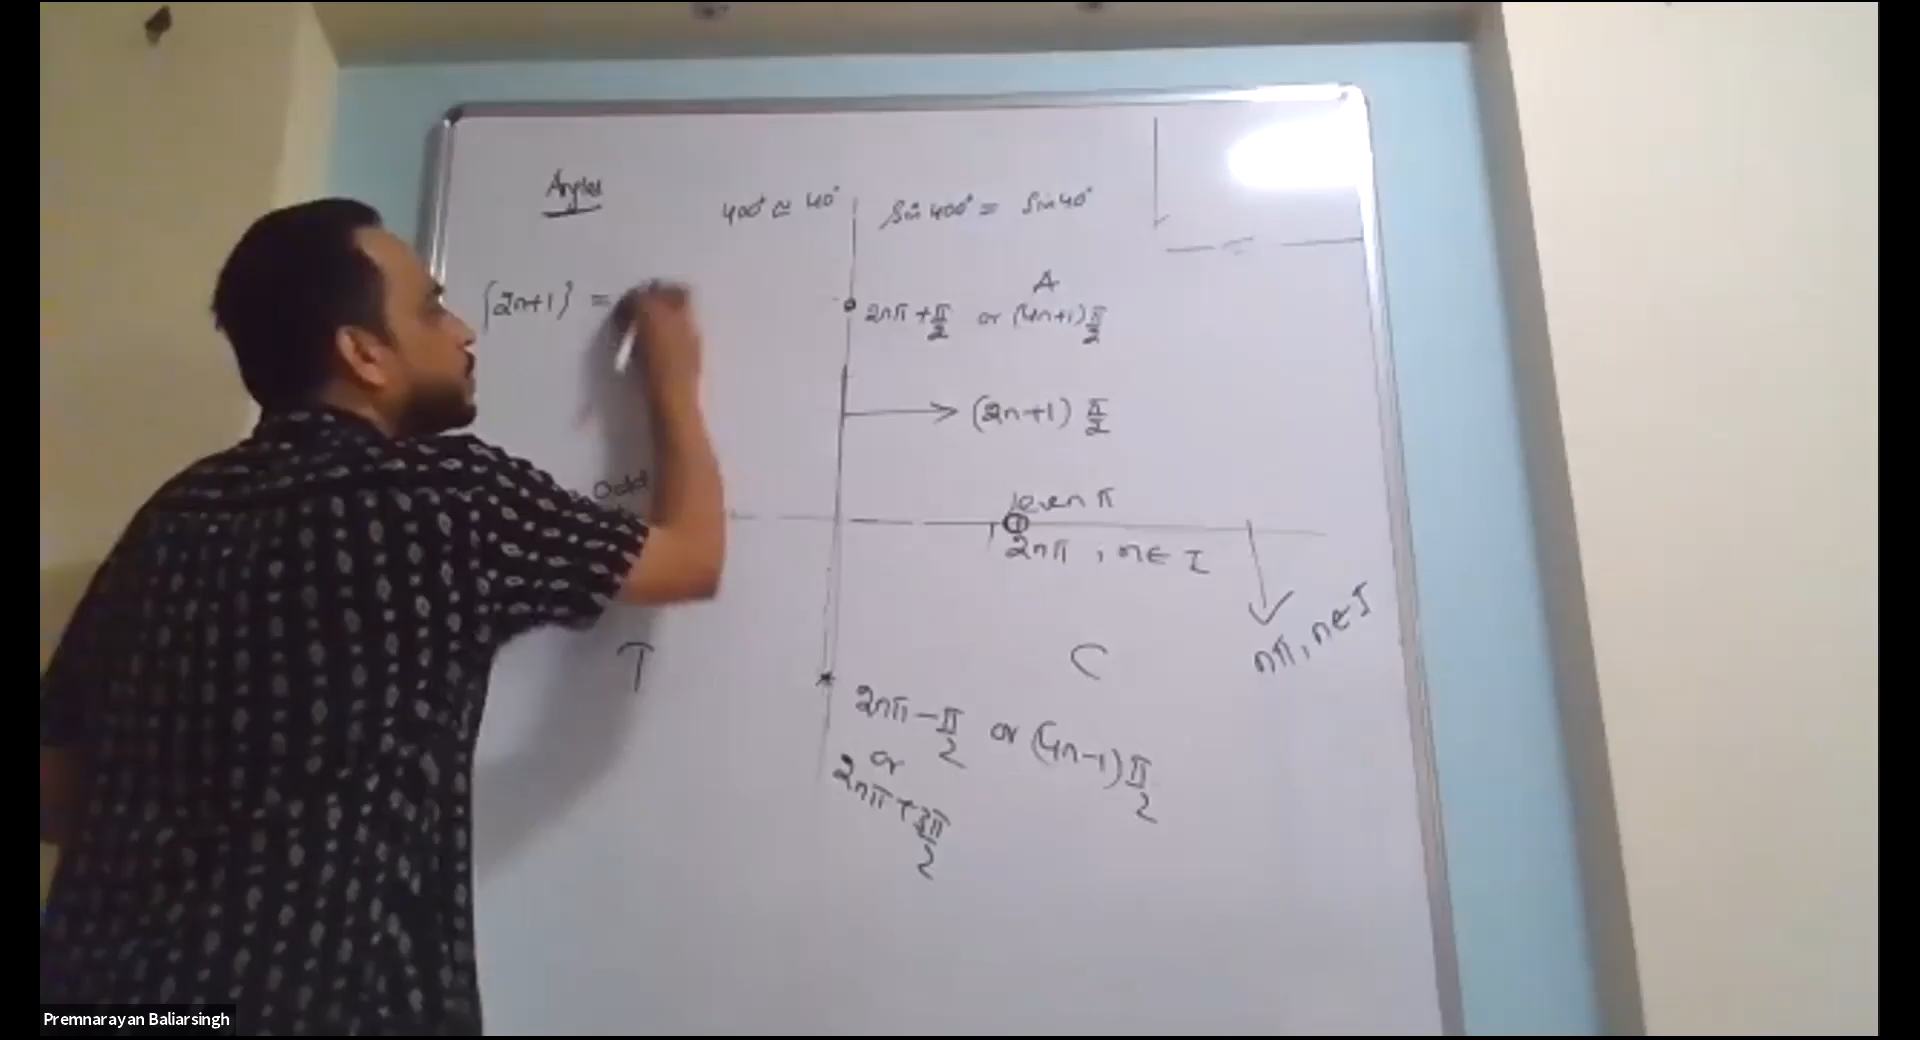 Angles
400° ≃ 40°
sin 400° = sin 40°
A
{2n+1} =
2nπ + π/2 or (4n+1) π/2
(2n+1) π/2
Odd
even π
2nπ, n ∈ I
nπ, n ∈ I
T
C
2nπ - π/2 or (4n-1) π/2
or
2nπ + 3π/2
Premnarayan Baliarsingh